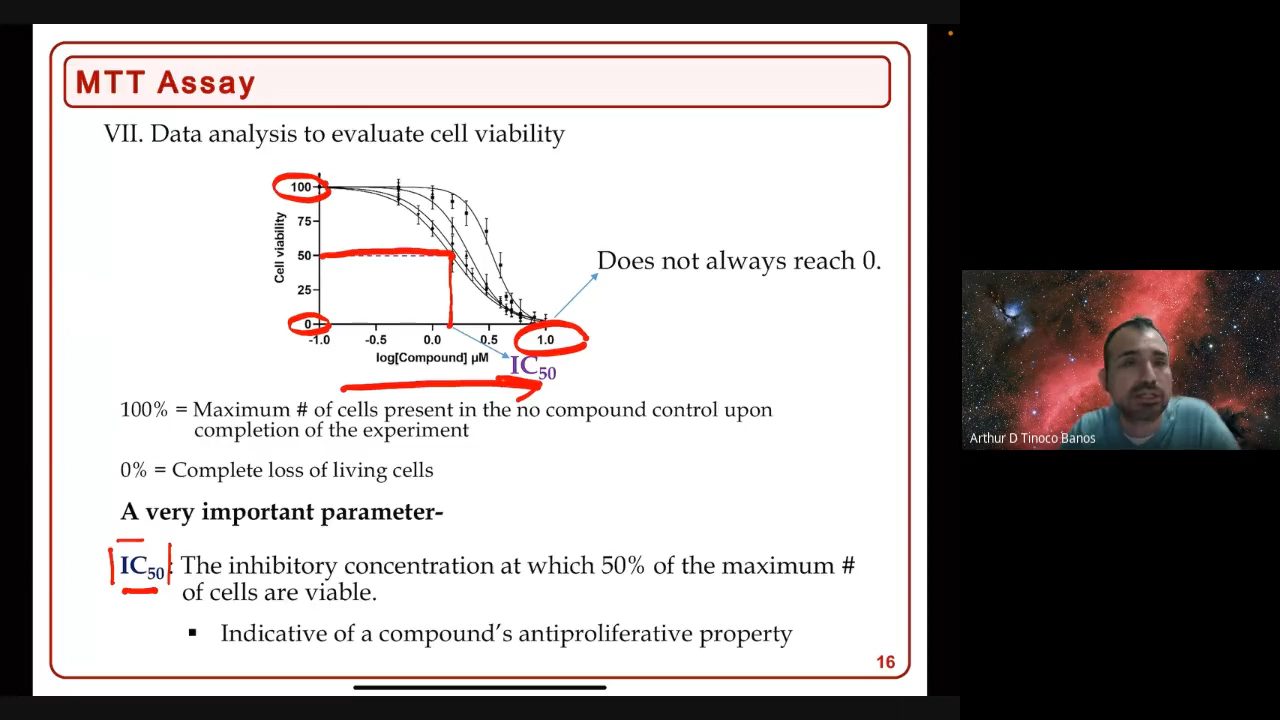 MTT Assay
VII. Data analysis to evaluate cell viability
100
75
50
25
0
Cell viability
-1.0 -0.5 0.0 0.5 1.0
log[Compound] µM
IC50
Does not always reach 0.
100% = Maximum # of cells present in the no compound control upon
completion of the experiment
0% = Complete loss of living cells
A very important parameter-
IC50: The inhibitory concentration at which 50% of the maximum #
of cells are viable.
▪ Indicative of a compound's antiproliferative property
16
Arthur D Tinoco Banos